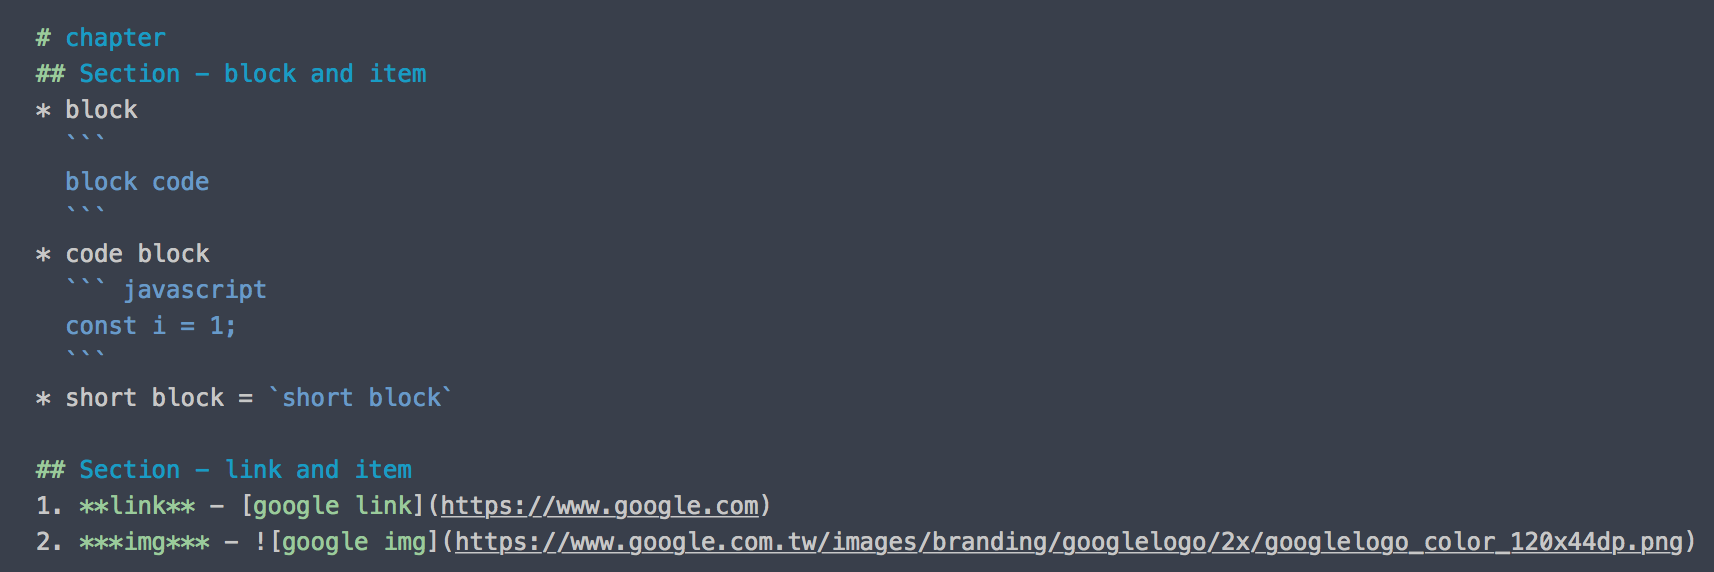 # chapter
## Section - block and item
* block
  ```
  block code
  ```
* code block
  ``` javascript
  const i = 1;
  ```
* short block = `short block`

## Section - link and item
1. **link** - [google link](https://www.google.com)
2. ***img*** - ![google img](https://www.google.com.tw/images/branding/googlelogo/2x/googlelogo_color_120x44dp.png)